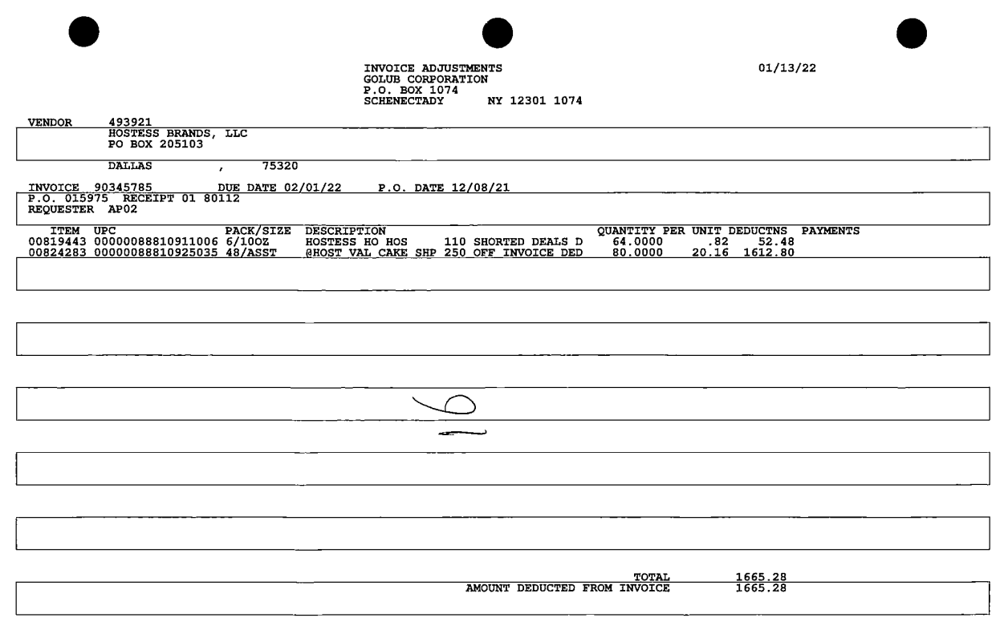 INVOICE ADJUSTMENTS 01/13/22
GOLUB CORPORATION
P.O. BOX 1074
SCHENECTADY NY 12301 1074
VENDOR 493921
HOSTESS BRANDS, LLC
PO BOX 205103
DALLAS , 75320
INVOICE 90345785 DUE DATE 02/01/22 P.O. DATE 12/08/21
P.O. 015975 RECEIPT 01 80112
REQUESTER AP02
ITEM UPC PACK/SIZE DESCRIPTION QUANTITY PER UNIT DEDUCTNS PAYMENTS
00819443 00000088810911006 6/10OZ HOSTESS HO HOS 110 SHORTED DEALS D 64.0000 .82 52.48
00824283 00000088810925035 48/ASST @HOST VAL CAKE SHP 250 OFF INVOICE DED 80.0000 20.16 1612.80
TOTAL 1665.28
AMOUNT DEDUCTED FROM INVOICE 1665.28